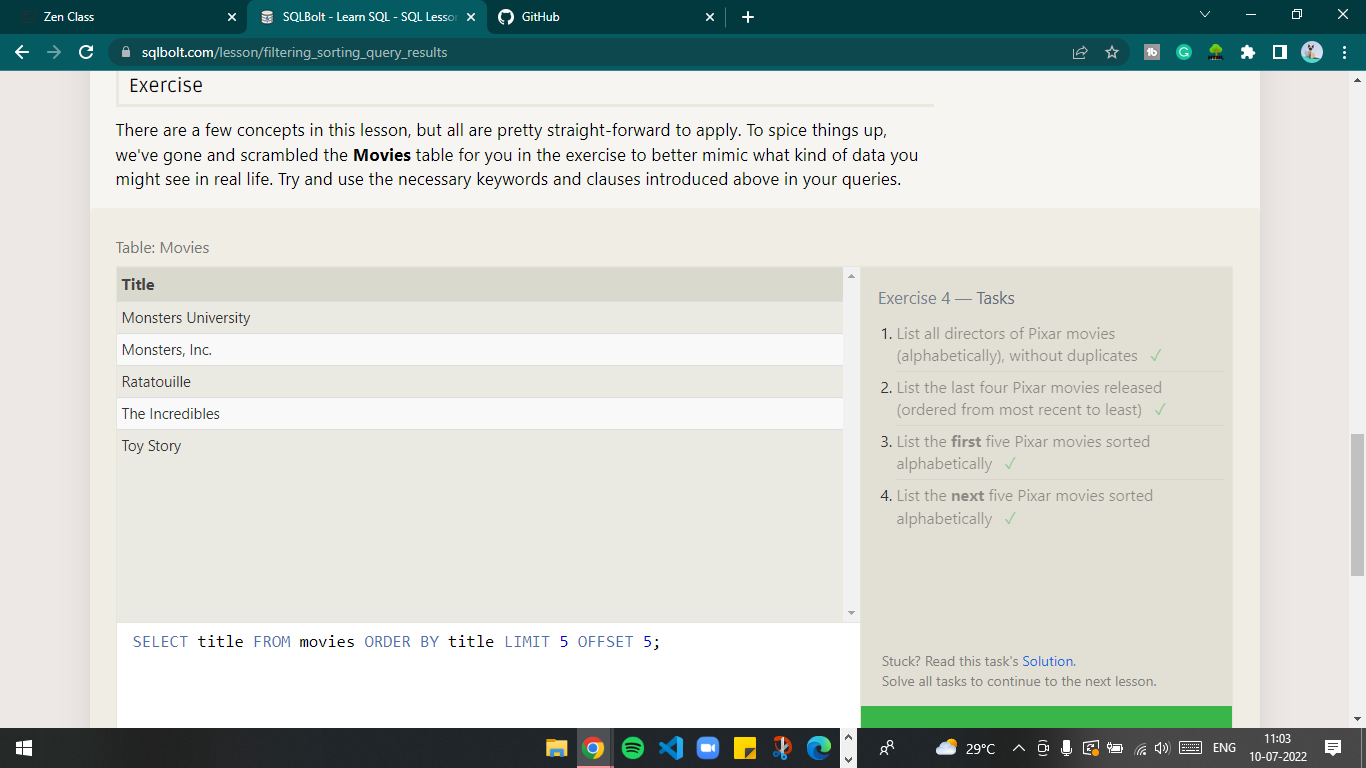 Zen Class
SQLBolt - Learn SQL - SQL Lesson
GitHub
sqlbolt.com/lesson/filtering_sorting_query_results
Exercise
There are a few concepts in this lesson, but all are pretty straight-forward to apply. To spice things up,
we've gone and scrambled the Movies table for you in the exercise to better mimic what kind of data you
might see in real life. Try and use the necessary keywords and clauses introduced above in your queries.
Table: Movies
Title
Monsters University
Monsters, Inc.
Ratatouille
The Incredibles
Toy Story
SELECT title FROM movies ORDER BY title LIMIT 5 OFFSET 5;
Exercise 4 — Tasks
1. List all directors of Pixar movies
(alphabetically), without duplicates ✓
2. List the last four Pixar movies released
(ordered from most recent to least) ✓
3. List the first five Pixar movies sorted
alphabetically ✓
4. List the next five Pixar movies sorted
alphabetically ✓
Stuck? Read this task's Solution.
Solve all tasks to continue to the next lesson.
29°C
ENG
11:03
10-07-2022